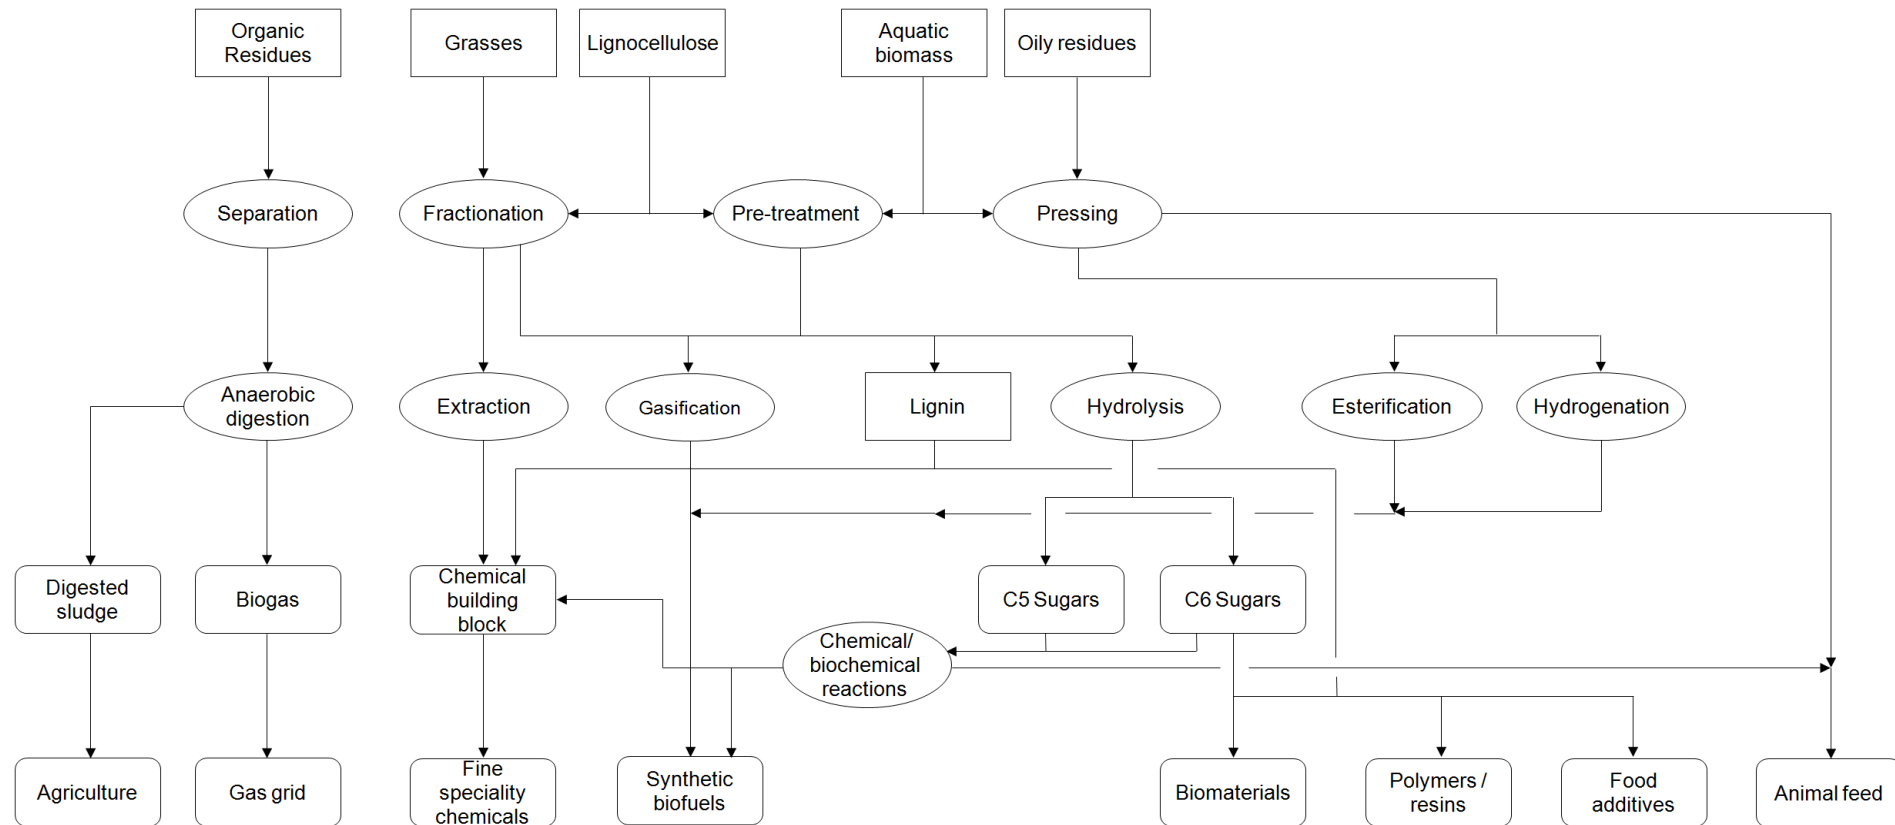 Organic
Residues
Grasses
Lignocellulose
Aquatic
biomass
Oily residues
Separation
Fractionation
Pre-treatment
Pressing
Anaerobic
digestion
Extraction
Gasification
Lignin
Hydrolysis
Esterification
Hydrogenation
Digested
sludge
Biogas
Chemical
building
block
C5 Sugars
C6 Sugars
Chemical/
biochemical
reactions
Agriculture
Gas grid
Fine
speciality
chemicals
Synthetic
biofuels
Biomaterials
Polymers /
resins
Food
additives
Animal feed